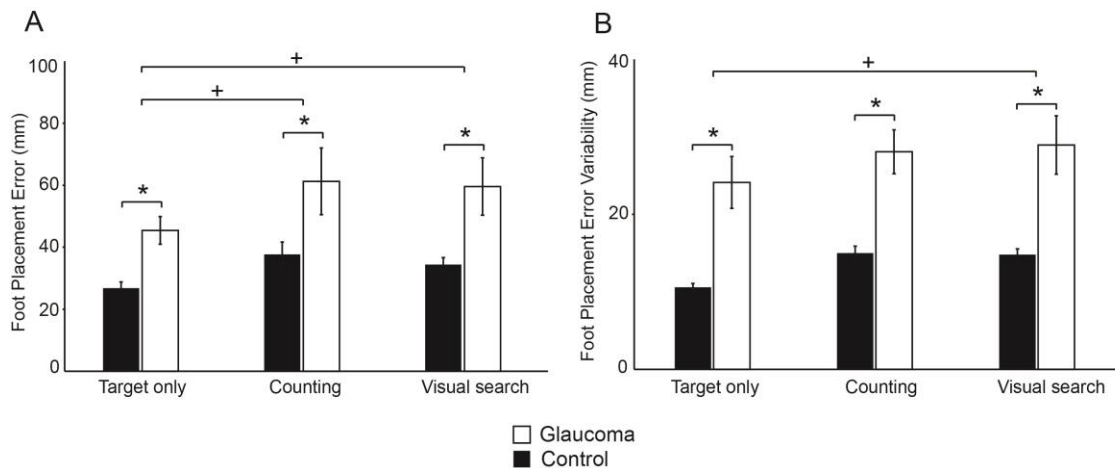 A
Foot Placement Error (mm)
100
80
60
40
20
0
+
+
*
*
*
Target only
Counting
Visual search
B
Foot Placement Error Variability (mm)
40
20
0
+
*
*
*
Target only
Counting
Visual search
Glaucoma
Control